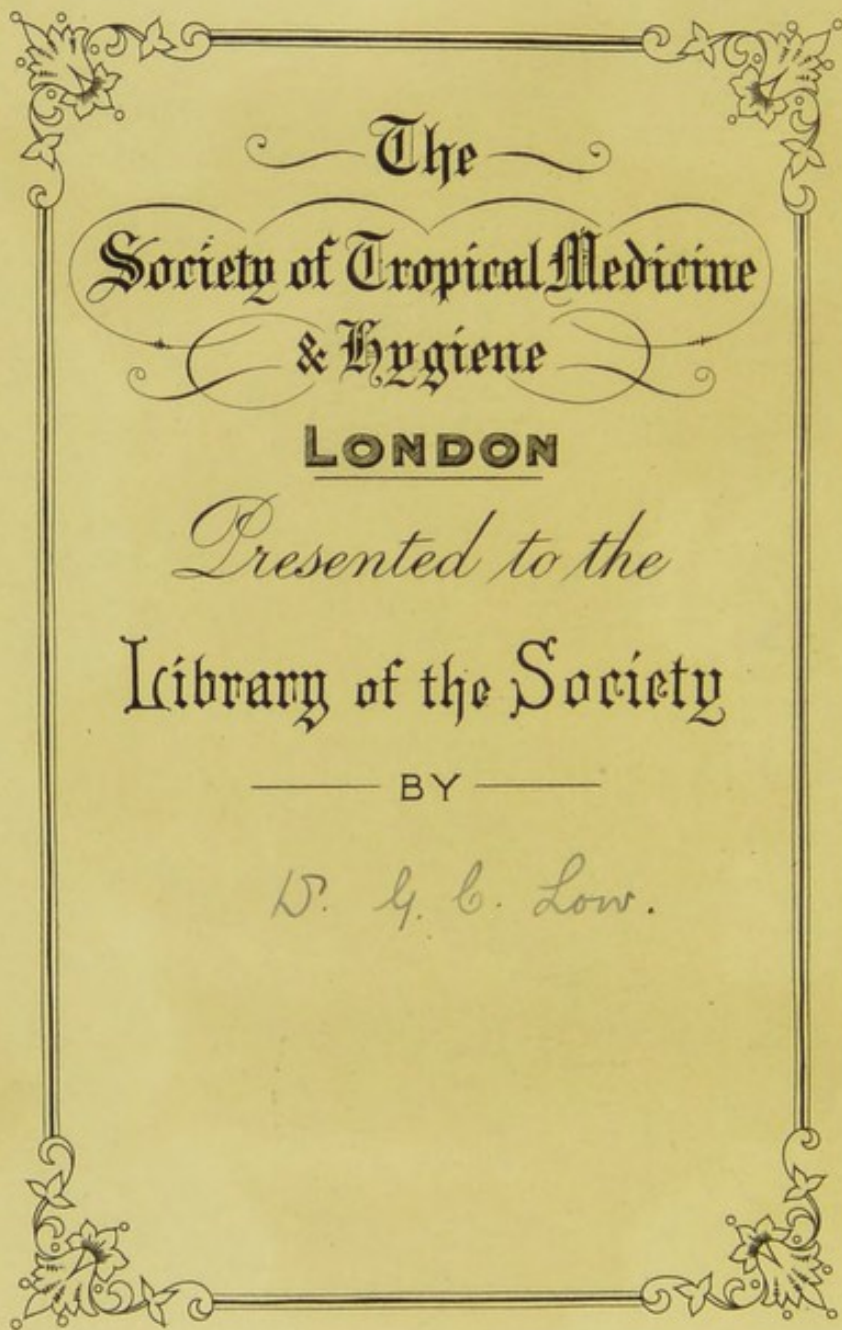 The
Society of Tropical Medicine
& Hygiene
LONDON
Presented to the
Library of the Society
BY
Dr. G. C. Low.